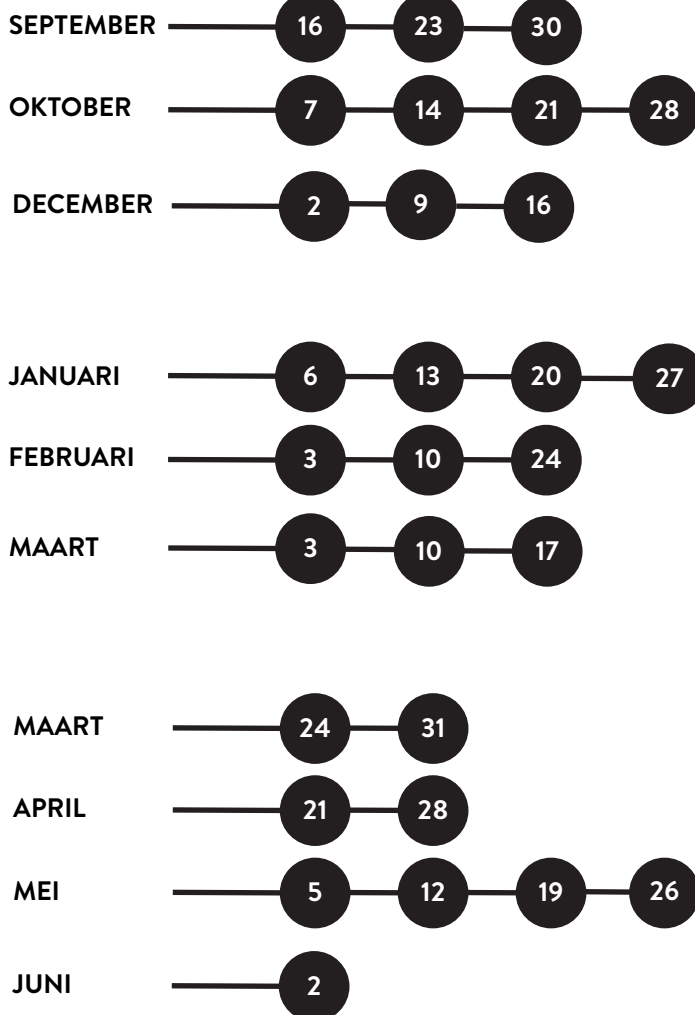 SEPTEMBER 16 23 30
OKTOBER 7 14 21 28
DECEMBER 2 9 16
JANUARI 6 13 20 27
FEBRUARI 3 10 24
MAART 3 10 17
MAART 24 31
APRIL 21 28
MEI 5 12 19 26
JUNI 2